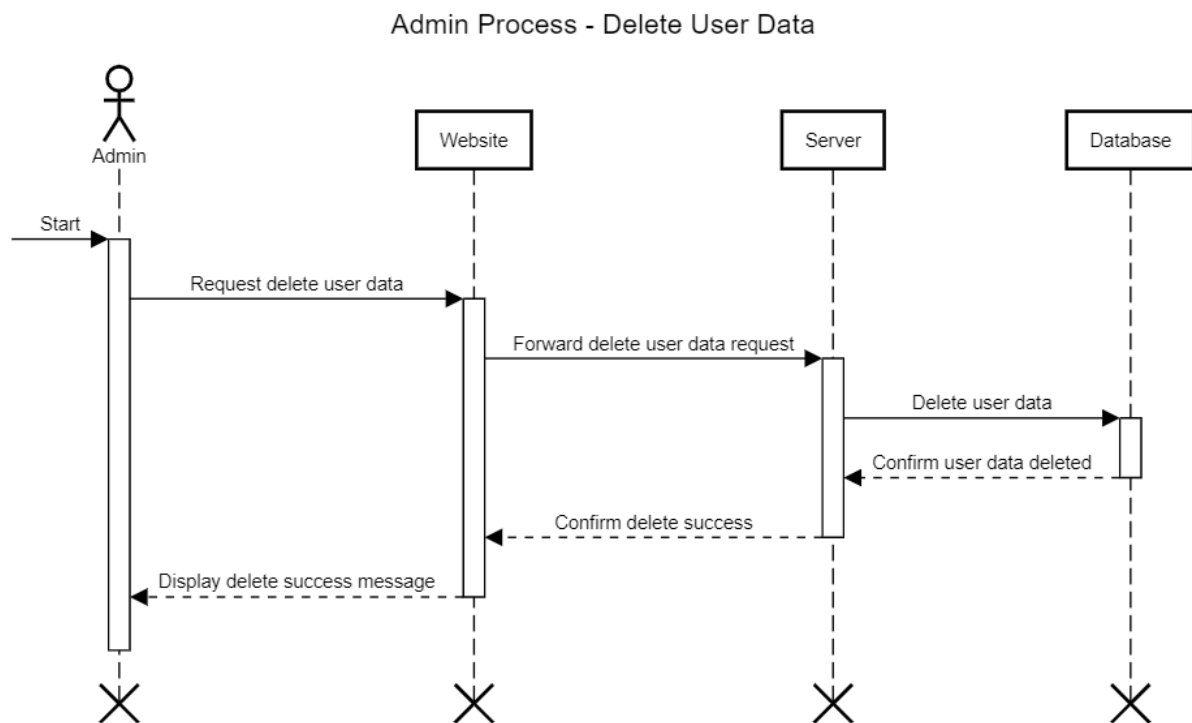 Admin Process - Delete User Data
Admin
Website
Server
Database
Start
Request delete user data
Forward delete user data request
Delete user data
Confirm user data deleted
Confirm delete success
Display delete success message